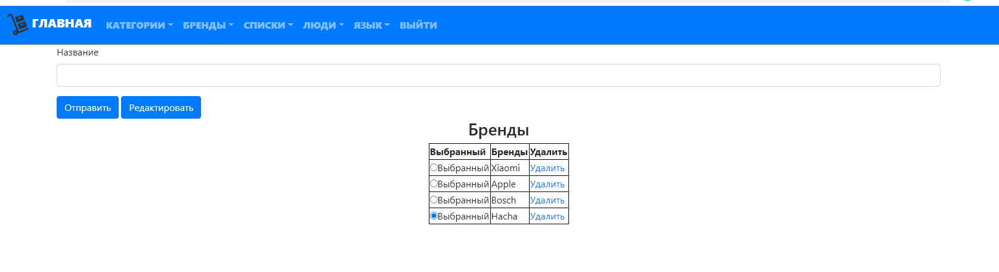 ГЛАВНАЯ КАТЕГОРИИ БРЕНДЫ СПИСКИ ЛЮДИ ЯЗЫК ВЫЙТИ
Название
Отправить Редактировать
Бренды
Выбранный Бренды Удалить
Выбранный Xiaomi Удалить
Выбранный Apple Удалить
Выбранный Bosch Удалить
Выбранный Hacha Удалить